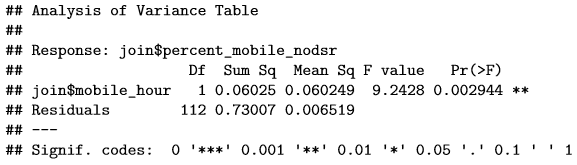 ## Analysis of Variance Table
##
## Response: join$percent_mobile_nodsr
##                   Df  Sum Sq  Mean Sq F value   Pr(>F)
## join$mobile_hour   1 0.06025 0.060249  9.2428 0.002944 **
## Residuals        112 0.73007 0.006519
## ---
## Signif. codes:  0 '***' 0.001 '**' 0.01 '*' 0.05 '.' 0.1 ' ' 1